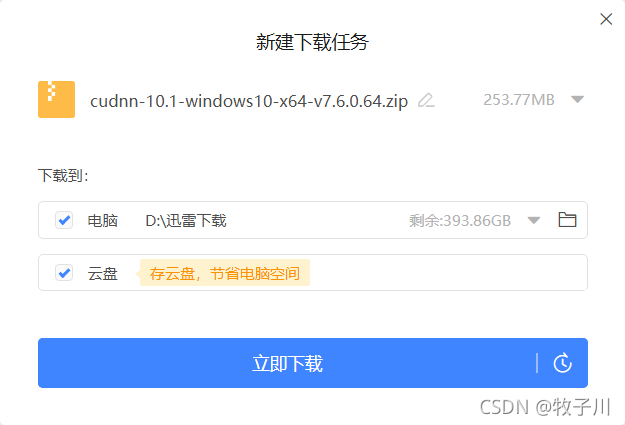 新建下载任务
cudnn-10.1-windows10-x64-v7.6.0.64.zip 253.77MB
下载到:
电脑 D:\迅雷下载 剩余:393.86GB
云盘 存云盘，节省电脑空间
立即下载
CSDN @牧子川